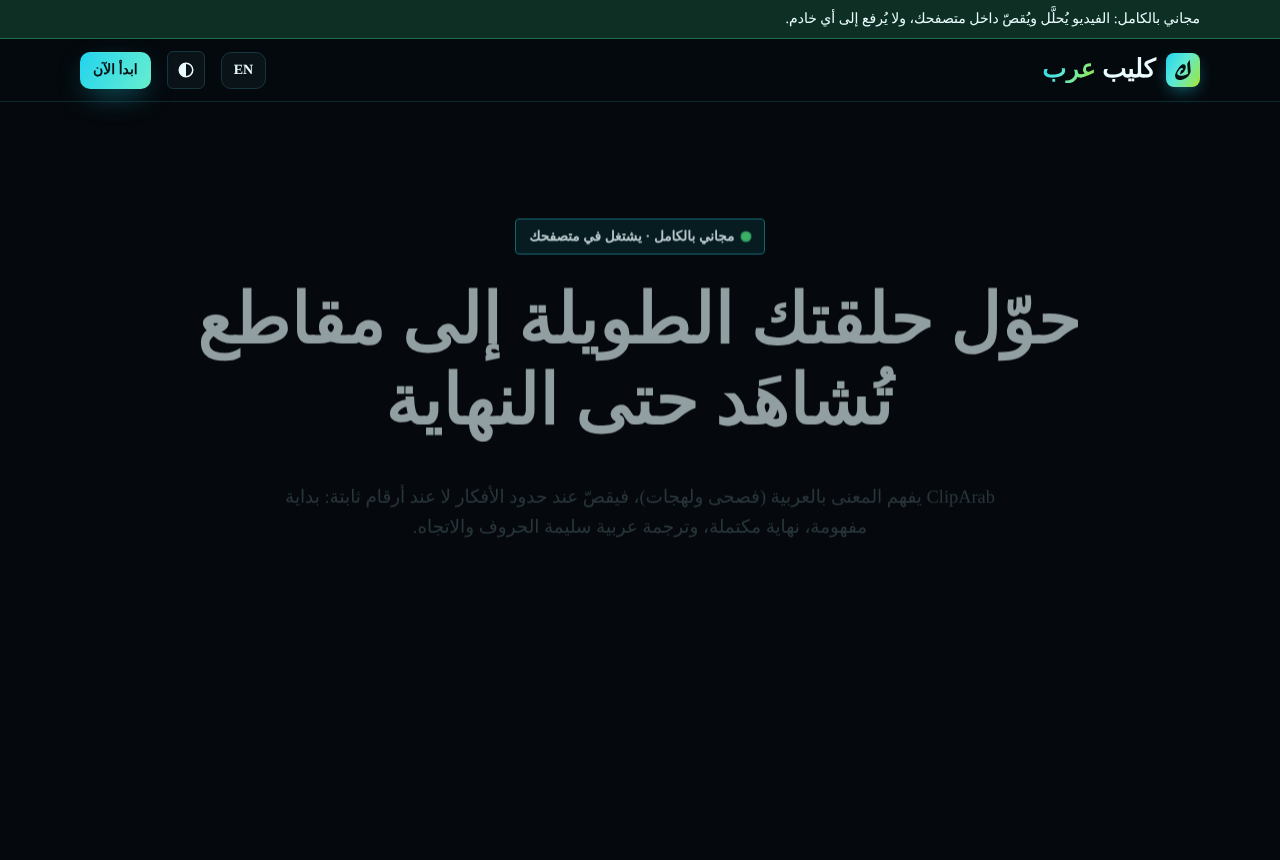 مجاني بالكامل: الفيديو يُحلَّل ويُقصّ داخل متصفحك، ولا يُرفع إلى أي خادم.
ك كليب عرب
EN
ابدأ الآن
مجاني بالكامل · يشتغل في متصفحك
حوّل حلقتك الطويلة إلى مقاطع
تُشاهَد حتى النهاية
ClipArab يفهم المعنى بالعربية (فصحى ولهجات)، فيقصّ عند حدود الأفكار لا عند أرقام ثابتة: بداية
مفهومة، نهاية مكتملة، وترجمة عربية سليمة الحروف والاتجاه.